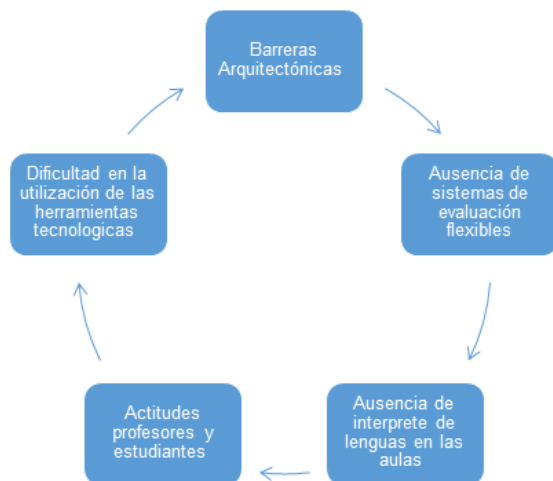 Barreras
Arquitectónicas
Ausencia de
sistemas de
evaluación
flexibles
Ausencia de
interprete de
lenguas en las
aulas
Actitudes
profesores y
estudiantes
Dificultad en la
utilización de las
herramientas
tecnologicas